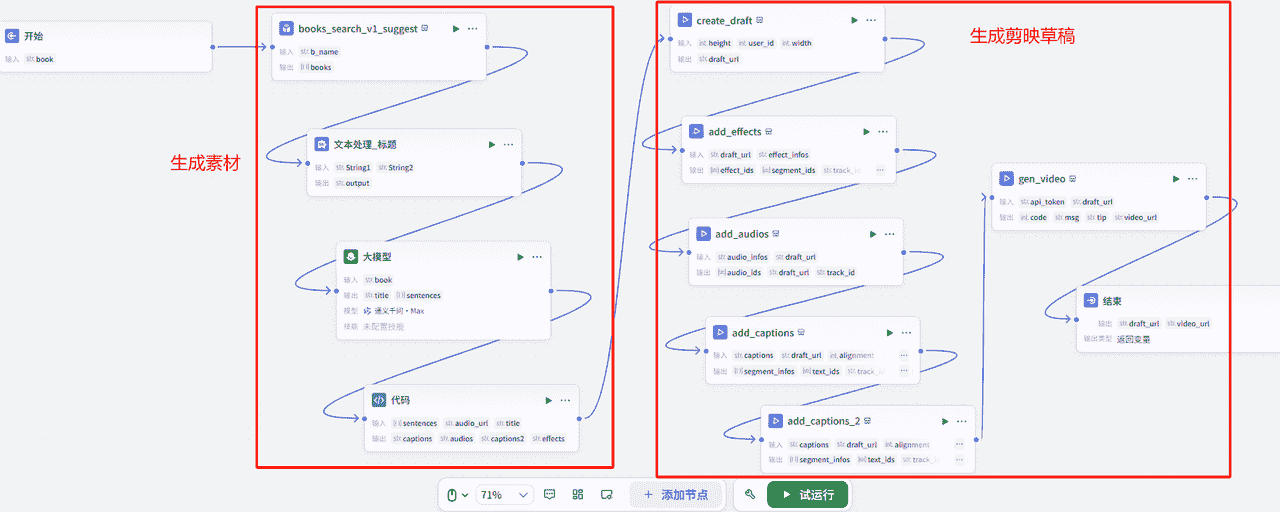 开始
输入 str. book
生成素材
books_search_v1_suggest
输入 str. b_name
输出 [ ] books
文本处理_标题
输入 str. String1 str. String2
输出 str. output
大模型
输入 str. book
输出 str. title [ ] sentences
模型 通义千问·Max
技能 未配置技能
代码
输入 [ ] sentences str. audio_url str. title
输出 str. captions str. audios str. captions2 str. effects
生成剪映草稿
create_draft
输入 int. height str. user_id int. width
输出 str. draft_url
add_effects
输入 str. draft_url str. effect_infos
输出 effect_ids segment_ids str. track_id ···
add_audios
输入 str. audio_infos str. draft_url
输出 audio_ids str. draft_url str. track_id
add_captions
输入 str. captions str. draft_url int. alignment ···
输出 segment_infos text_ids str. track_i ···
add_captions_2
输入 str. captions str. draft_url int. alignment ···
输出 segment_infos text_ids str. track_i ···
gen_video
输入 str. api_token str. draft_url
输出 int. code str. msg str. tip str. video_url
结束
输出 str. draft_url str. video_url
输出类型 返回变量
71%
添加节点
试运行